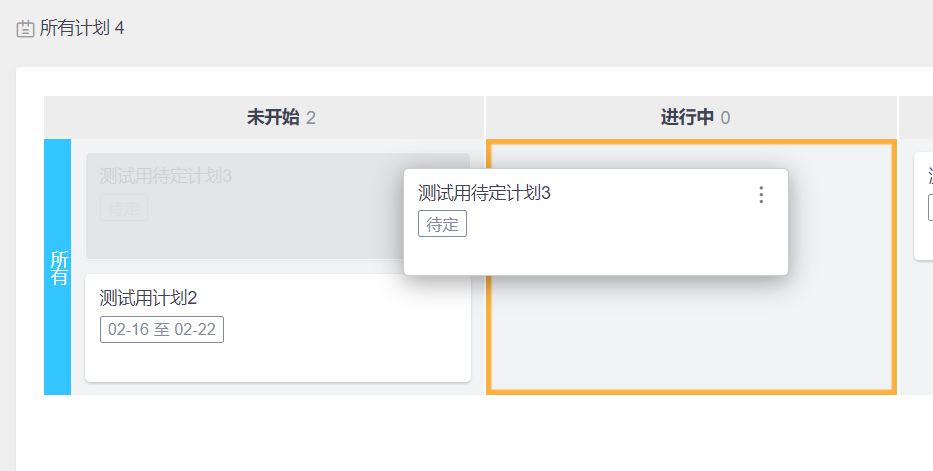 所有计划 4
未开始 2
进行中 0
所有
测试用待定计划3
待定
测试用待定计划3
待定
测试用计划2
02-16 至 02-22